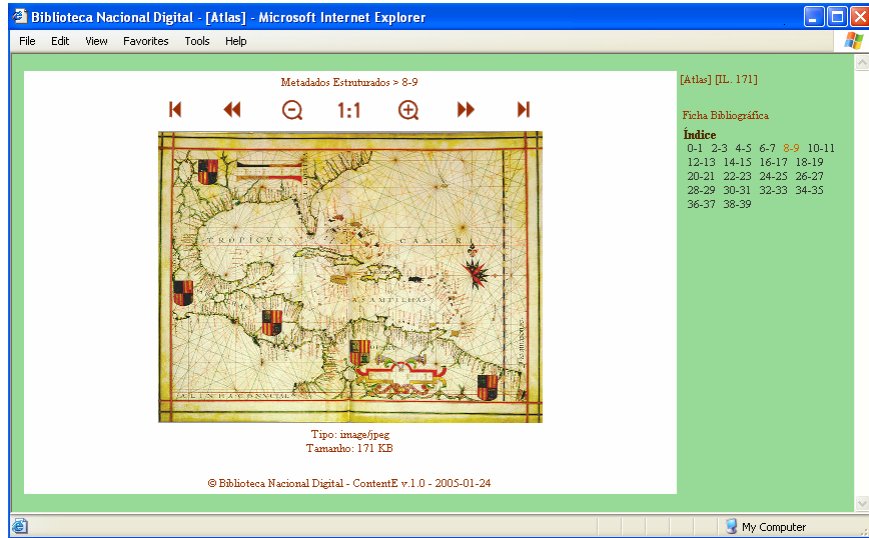 Biblioteca Nacional Digital - [Atlas] - Microsoft Internet Explorer
File Edit View Favorites Tools Help
Metadados Estruturados > 8-9
1:1
TROPICVS CANCRI
ASAMTILHAS
Tipo: image/jpeg
Tamanho: 171 KB
© Biblioteca Nacional Digital - ContentE v.1.0 - 2005-01-24
[Atlas] [IL. 171]
Ficha Bibliográfica
Índice
0-1 2-3 4-5 6-7 8-9 10-11
12-13 14-15 16-17 18-19
20-21 22-23 24-25 26-27
28-29 30-31 32-33 34-35
36-37 38-39
My Computer